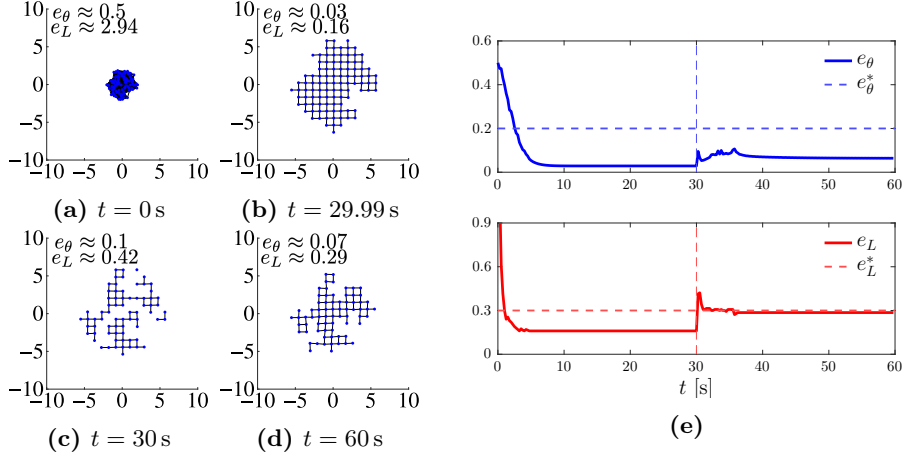 e_θ ≈ 0.5
e_L ≈ 2.94
10
5
0
−5
−10
−10 −5 0 5 10
(a) t = 0 s
e_θ ≈ 0.03
e_L ≈ 0.16
10
5
0
−5
−10
−10 −5 0 5 10
(b) t = 29.99 s
e_θ ≈ 0.1
e_L ≈ 0.42
10
5
0
−5
−10
−10 −5 0 5 10
(c) t = 30 s
e_θ ≈ 0.07
e_L ≈ 0.29
10
5
0
−5
−10
−10 −5 0 5 10
(d) t = 60 s
0.6
0.4
0.2
0
0 10 20 30 40 50 60
e_θ
e_θ^*
0.9
0.6
0.3
0
0 10 20 30 40 50 60
e_L
e_L^*
t [s]
(e)